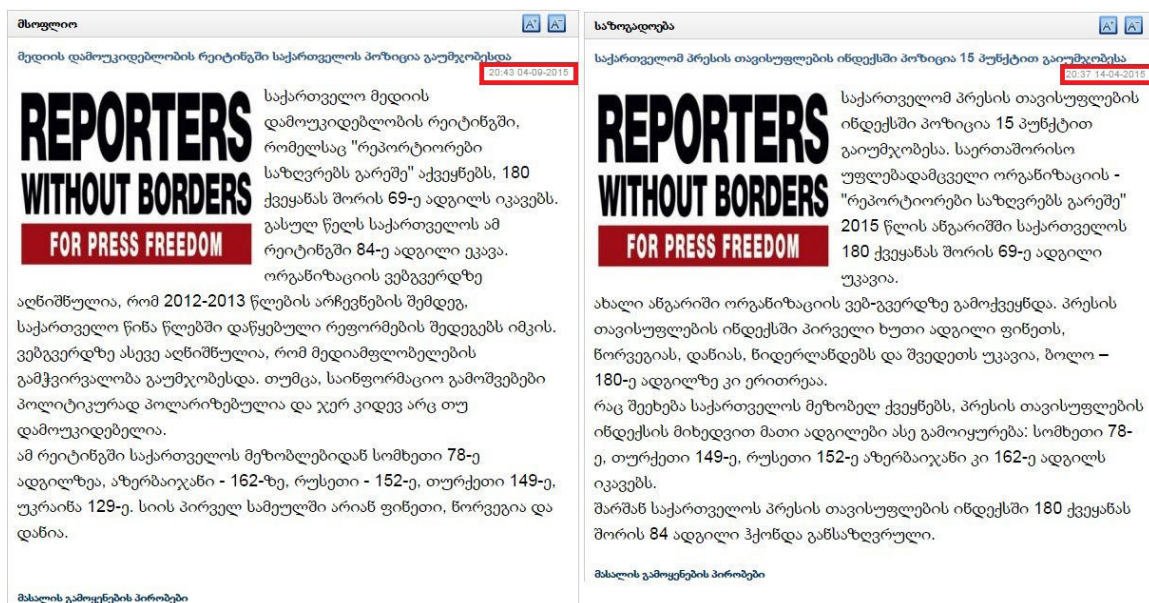 მსოფლიო
A+ A-
მედიის დამოუკიდებლობის რეიტინგში საქართველოს პოზიცია გაუმჯობესდა
20:43 04-09-2015
REPORTERS
WITHOUT BORDERS
FOR PRESS FREEDOM
საქართველო მედიის
დამოუკიდებლობის რეიტინგში,
რომელსაც "რეპორტიორები
საზღვრებს გარეშე" აქვეყნებს, 180
ქვეყანას შორის 69-ე ადგილს იკავებს.
გასულ წელს საქართველოს ამ
რეიტინგში 84-ე ადგილი ეკავა.
ორგანიზაციის ვებგვერდზე
აღნიშნულია, რომ 2012-2013 წლების არჩევნების შემდეგ,
საქართველო წინა წლებში დაწყებული რეფორმების შედეგებს იმკის.
ვებგვერდზე ასევე აღნიშნულია, რომ მედიამფლობელების
გამჭვირვალობა გაუმჯობესდა. თუმცა, საინფორმაციო გამოშვებები
პოლიტიკურად პოლარიზებულია და ჯერ კიდევ არც თუ
დამოუკიდებელია.
ამ რეიტინგში საქართველოს მეზობლებიდან სომხეთი 78-ე
ადგილზეა, აზერბაიჯანი - 162-ზე, რუსეთი - 152-ე, თურქეთი 149-ე,
უკრაინა 129-ე. სიის პირველ სამეულში არიან ფინეთი, ნორვეგია და
დანია.
მასალის გამოყენების პირობები
საზოგადოება
A+ A-
საქართველომ პრესის თავისუფლების ინდექსში პოზიცია 15 პუნქტით გაიუმჯობესა
20:37 14-04-2015
REPORTERS
WITHOUT BORDERS
FOR PRESS FREEDOM
საქართველომ პრესის თავისუფლების
ინდექსში პოზიცია 15 პუნქტით
გაიუმჯობესა. საერთაშორისო
უფლებადამცველი ორგანიზაციის -
"რეპორტიორები საზღვრებს გარეშე"
2015 წლის ანგარიშში საქართველოს
180 ქვეყანას შორის 69-ე ადგილი
უკავია.
ახალი ანგარიში ორგანიზაციის ვებ-გვერდზე გამოქვეყნდა. პრესის
თავისუფლების ინდექსში პირველი ხუთი ადგილი ფინეთს,
ნორვეგიას, დანიას, ნიდერლანდებს და შვედეთს უკავია, ბოლო –
180-ე ადგილზე კი ერითრეაა.
რაც შეეხება საქართველოს მეზობელ ქვეყნებს, პრესის თავისუფლების
ინდექსის მიხედვით მათი ადგილები ასე გამოიყურება: სომხეთი 78-
ე, თურქეთი 149-ე, რუსეთი 152-ე აზერბაიჯანი კი 162-ე ადგილს
იკავებს.
შარშან საქართველოს პრესის თავისუფლების ინდექსში 180 ქვეყანას
შორის 84 ადგილი ჰქონდა განსაზღვრული.
მასალის გამოყენების პირობები